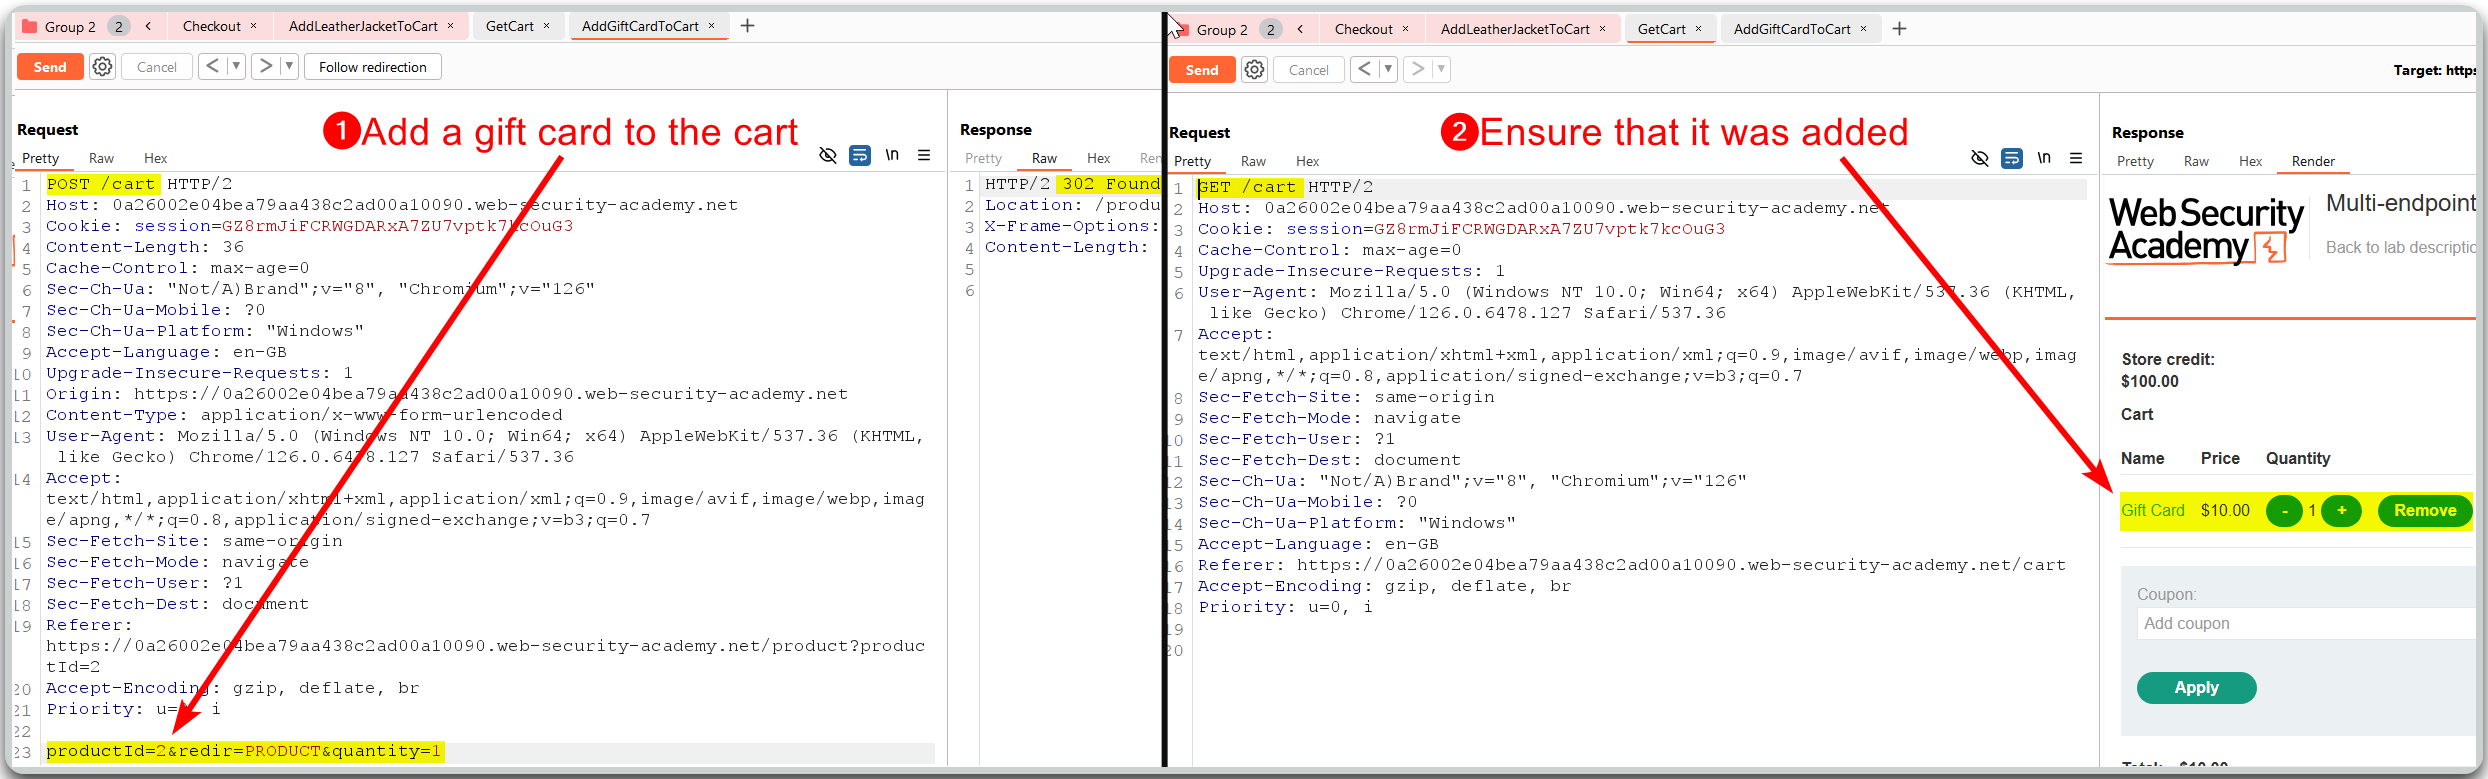 Group 2 2 < Checkout × AddLeatherJacketToCart × GetCart × AddGiftCardToCart × +
Send Cancel < ▼ > ▼ Follow redirection
1 Add a gift card to the cart
Request
Pretty Raw Hex \n
1 POST /cart HTTP/2
2 Host: 0a26002e04bea79aa438c2ad00a10090.web-security-academy.net
3 Cookie: session=GZ8rmJiFCRWGDARxA7ZU7vptk7kcOuG3
4 Content-Length: 36
5 Cache-Control: max-age=0
6 Sec-Ch-Ua: "Not/A)Brand";v="8", "Chromium";v="126"
7 Sec-Ch-Ua-Mobile: ?0
8 Sec-Ch-Ua-Platform: "Windows"
9 Accept-Language: en-GB
10 Upgrade-Insecure-Requests: 1
11 Origin: https://0a26002e04bea79aa438c2ad00a10090.web-security-academy.net
12 Content-Type: application/x-www-form-urlencoded
13 User-Agent: Mozilla/5.0 (Windows NT 10.0; Win64; x64) AppleWebKit/537.36 (KHTML,
like Gecko) Chrome/126.0.6478.127 Safari/537.36
14 Accept:
text/html,application/xhtml+xml,application/xml;q=0.9,image/avif,image/webp,imag
e/apng,*/*;q=0.8,application/signed-exchange;v=b3;q=0.7
15 Sec-Fetch-Site: same-origin
16 Sec-Fetch-Mode: navigate
17 Sec-Fetch-User: ?1
18 Sec-Fetch-Dest: document
19 Referer:
https://0a26002e04bea79aa438c2ad00a10090.web-security-academy.net/product?produc
tId=2
20 Accept-Encoding: gzip, deflate, br
21 Priority: u=0, i
22
23 productId=2&redir=PRODUCT&quantity=1
Response
Pretty Raw Hex Ren
1 HTTP/2 302 Found
2 Location: /produ
3 X-Frame-Options:
4 Content-Length:
5
6
Group 2 2 < Checkout × AddLeatherJacketToCart × GetCart × AddGiftCardToCart × +
Send Cancel < ▼ > ▼ Target: https
2 Ensure that it was added
Request
Pretty Raw Hex \n
1 GET /cart HTTP/2
2 Host: 0a26002e04bea79aa438c2ad00a10090.web-security-academy.net
3 Cookie: session=GZ8rmJiFCRWGDARxA7ZU7vptk7kcOuG3
4 Cache-Control: max-age=0
5 Upgrade-Insecure-Requests: 1
6 User-Agent: Mozilla/5.0 (Windows NT 10.0; Win64; x64) AppleWebKit/537.36 (KHTML,
like Gecko) Chrome/126.0.6478.127 Safari/537.36
7 Accept:
text/html,application/xhtml+xml,application/xml;q=0.9,image/avif,image/webp,imag
e/apng,*/*;q=0.8,application/signed-exchange;v=b3;q=0.7
8 Sec-Fetch-Site: same-origin
9 Sec-Fetch-Mode: navigate
10 Sec-Fetch-User: ?1
11 Sec-Fetch-Dest: document
12 Sec-Ch-Ua: "Not/A)Brand";v="8", "Chromium";v="126"
13 Sec-Ch-Ua-Mobile: ?0
14 Sec-Ch-Ua-Platform: "Windows"
15 Accept-Language: en-GB
16 Referer: https://0a26002e04bea79aa438c2ad00a10090.web-security-academy.net/cart
17 Accept-Encoding: gzip, deflate, br
18 Priority: u=0, i
19
20
Response
Pretty Raw Hex Render
Web Security
Academy
Multi-endpoint
Back to lab descriptio
Store credit:
$100.00
Cart
Name Price Quantity
Gift Card $10.00 - 1 + Remove
Coupon:
Add coupon
Apply
Total: $10.00